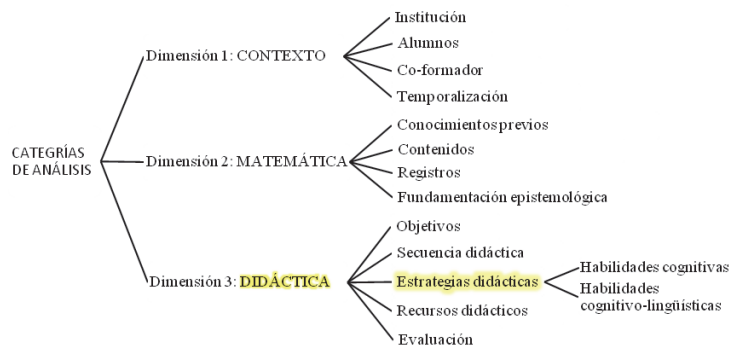 CATEGRÍAS
DE ANÁLISIS
Dimensión 1: CONTEXTO
Institución
Alumnos
Co-formador
Temporalización
Dimensión 2: MATEMÁTICA
Conocimientos previos
Contenidos
Registros
Fundamentación epistemológica
Dimensión 3: DIDÁCTICA
Objetivos
Secuencia didáctica
Estrategias didácticas
Habilidades cognitivas
Habilidades
cognitivo-lingüísticas
Recursos didácticos
Evaluación